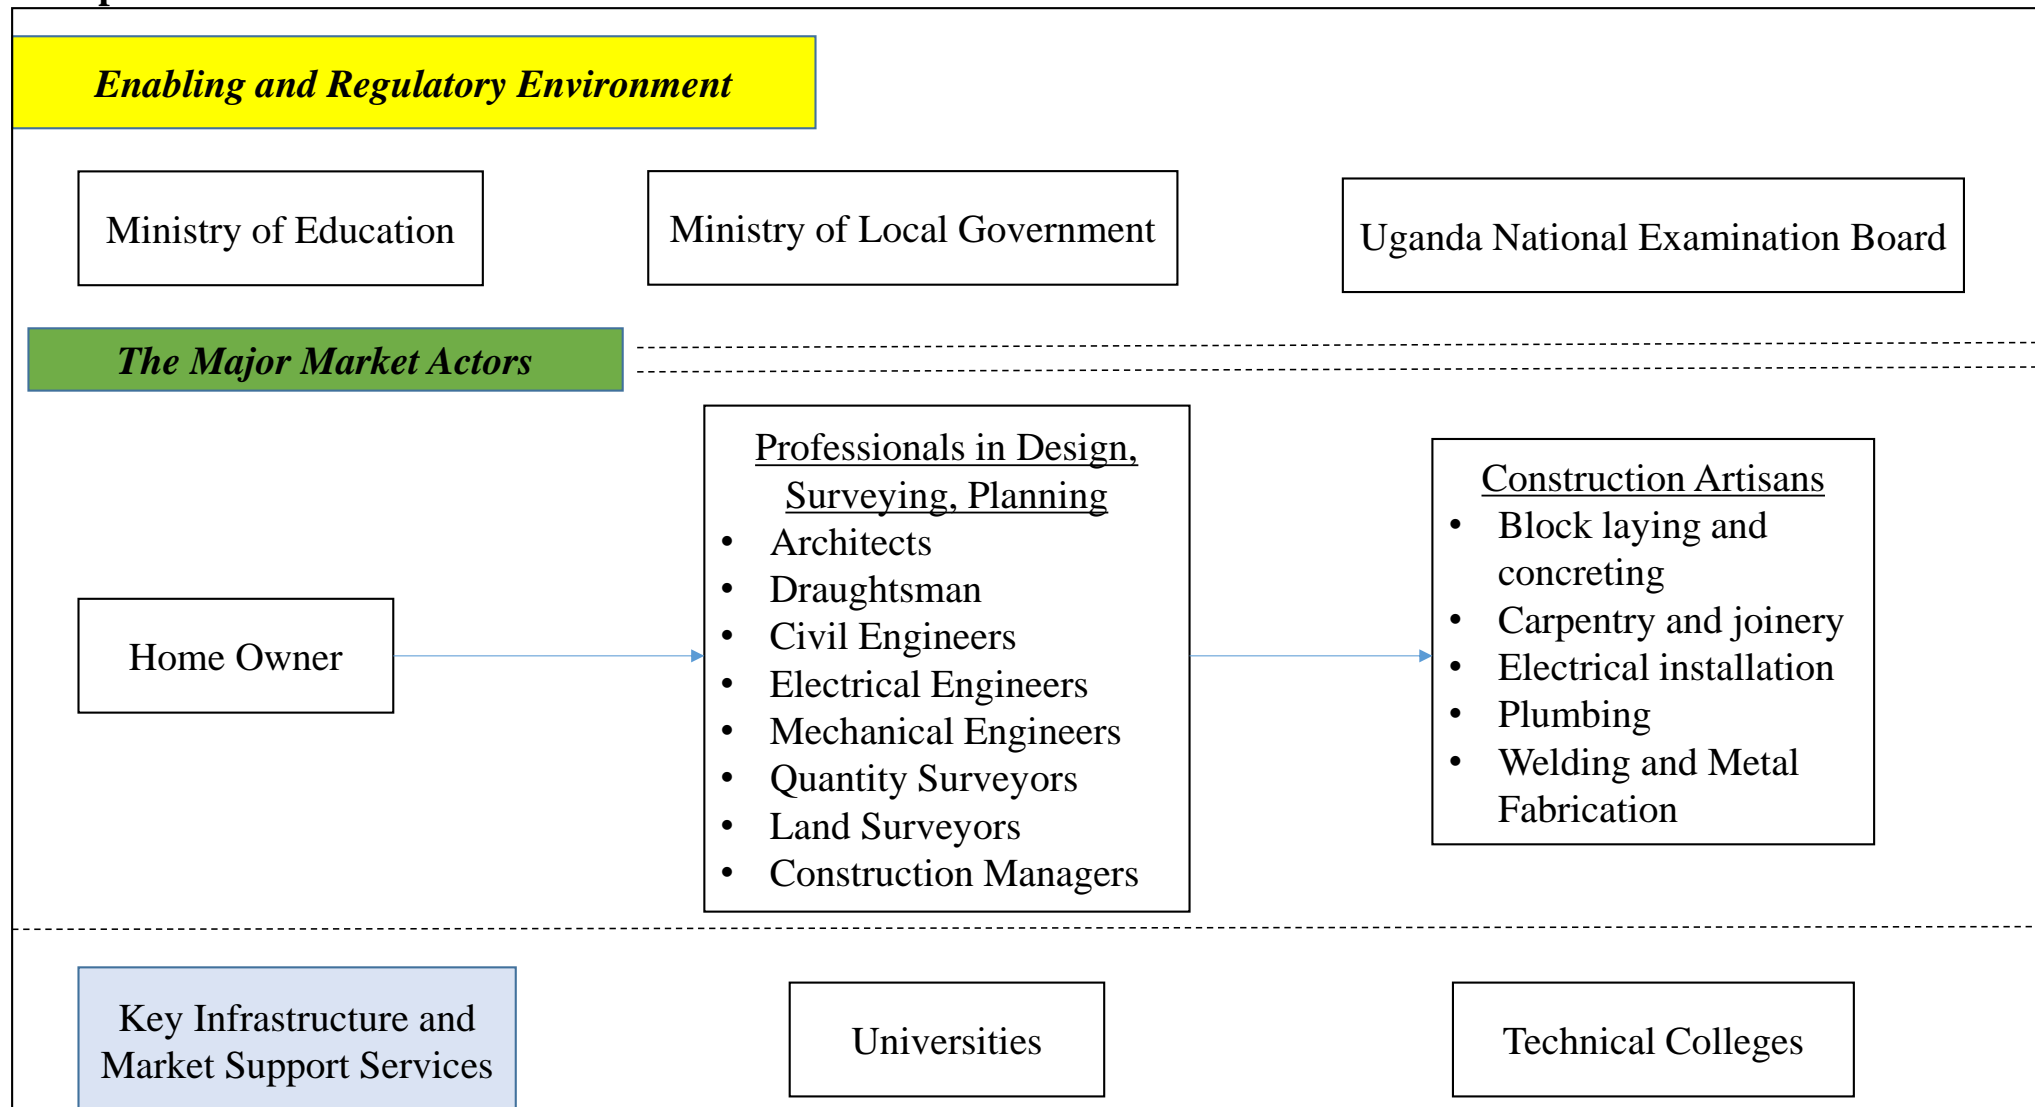 Enabling and Regulatory Environment
Ministry of Education
Ministry of Local Government
Uganda National Examination Board
The Major Market Actors
Home Owner
Professionals in Design,
Surveying, Planning
• Architects
• Draughtsman
• Civil Engineers
• Electrical Engineers
• Mechanical Engineers
• Quantity Surveyors
• Land Surveyors
• Construction Managers
Construction Artisans
• Block laying and
concreting
• Carpentry and joinery
• Electrical installation
• Plumbing
• Welding and Metal
Fabrication
Key Infrastructure and
Market Support Services
Universities
Technical Colleges